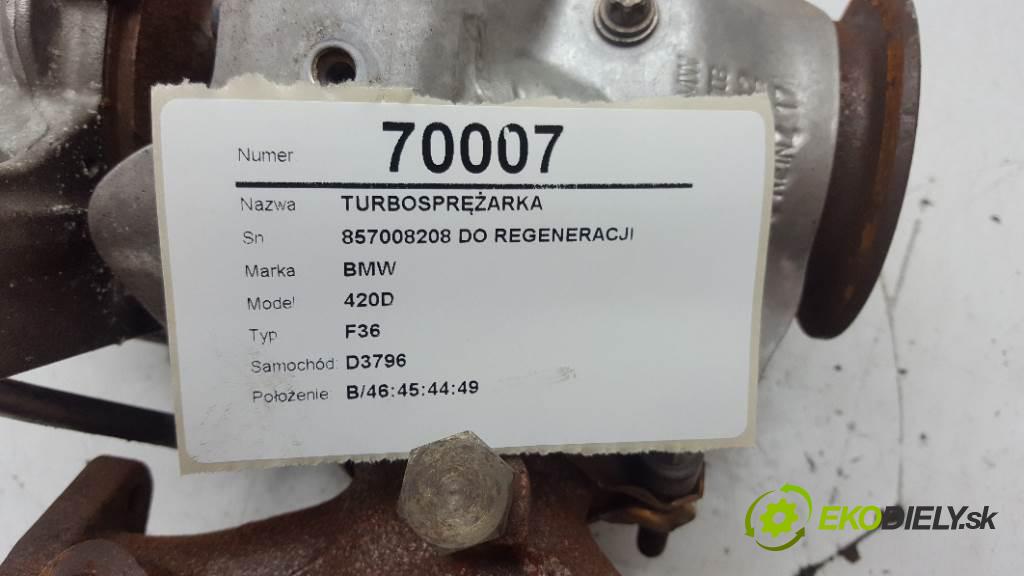 Numer 70007
Nazwa TURBOSPRĘŻARKA
Sn 857008208 DO REGENERACJI
Marka BMW
Model 420D
Typ F36
Samochód: D3796
Położenie B/46:45:44:49
EKODIELY.sk